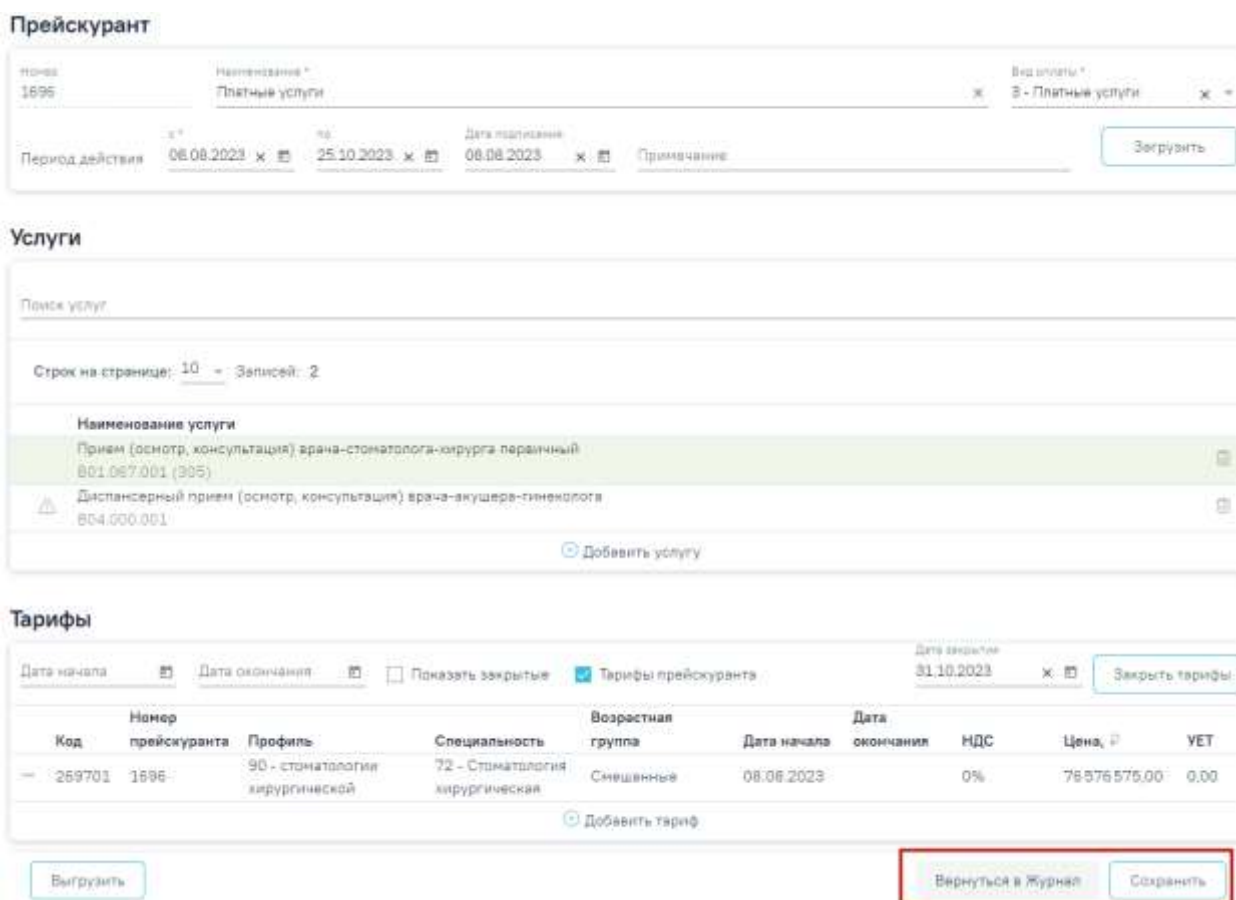 Прейскурант
Номер
Наименование *
Вид оплаты *
1696
Платные услуги
3 - Платные услуги
с *
по
Дата подписания
Период действия
08.08.2023
25.10.2023
08.08.2023
Примечание
Загрузить
Услуги
Поиск услуг
Строк на странице: 10 Записей: 2
Наименование услуги
Прием (осмотр, консультация) врача-стоматолога-хирурга первичный
B01.067.001 (305)
Диспансерный прием (осмотр, консультация) врача-акушера-гинеколога
B04.000.001
Добавить услугу
Тарифы
Дата закрытия
Дата начала
Дата окончания
Показать закрытые
Тарифы прейскуранта
31.10.2023
Закрыть тарифы
Код
Номер прейскуранта
Профиль
Специальность
Возрастная группа
Дата начала
Дата окончания
НДС
Цена, ₽
УЕТ
269701
1696
90 - стоматологии хирургической
72 - Стоматология хирургическая
Смешанные
08.08.2023
0%
76 576 575,00
0,00
Добавить тариф
Выгрузить
Вернуться в Журнал
Сохранить